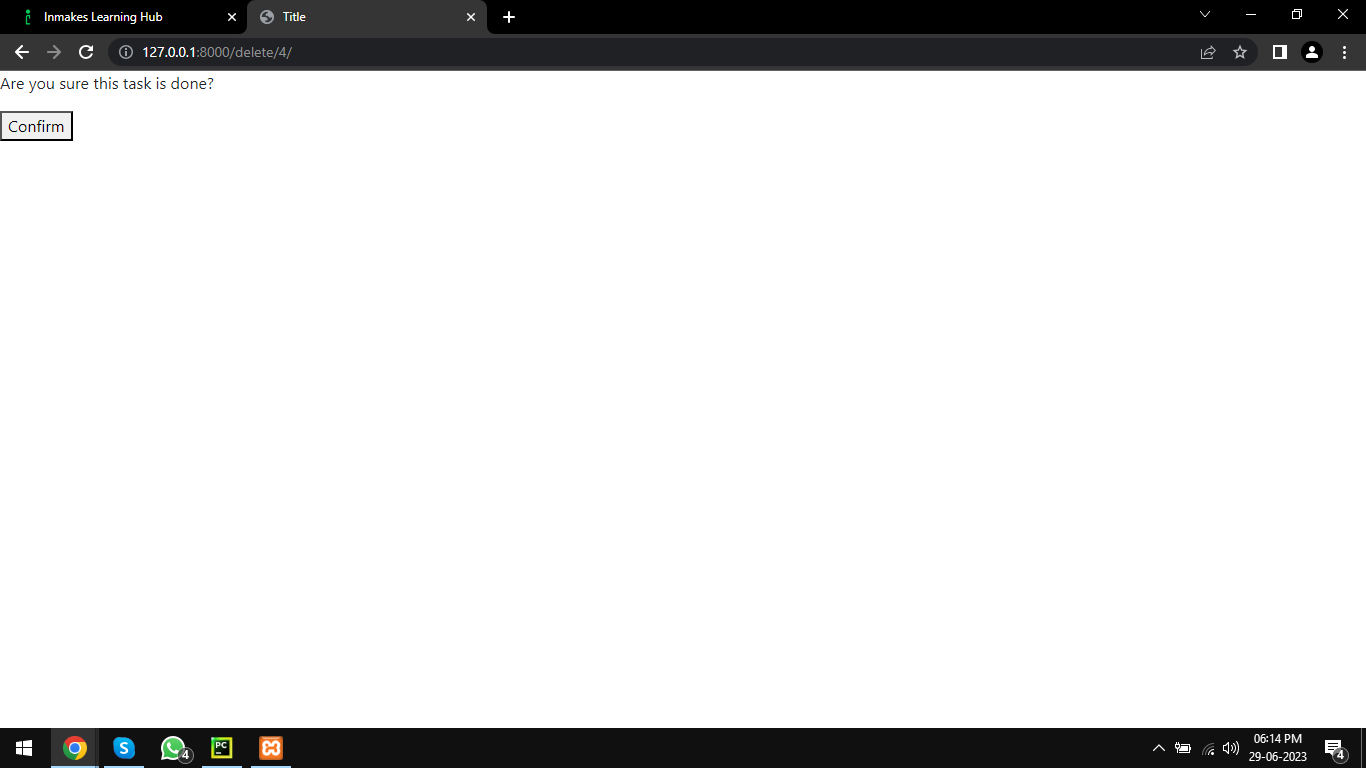 Inmakes Learning Hub
Title
127.0.0.1:8000/delete/4/
Are you sure this task is done?
Confirm
S
4
PC
06:14 PM
29-06-2023
4